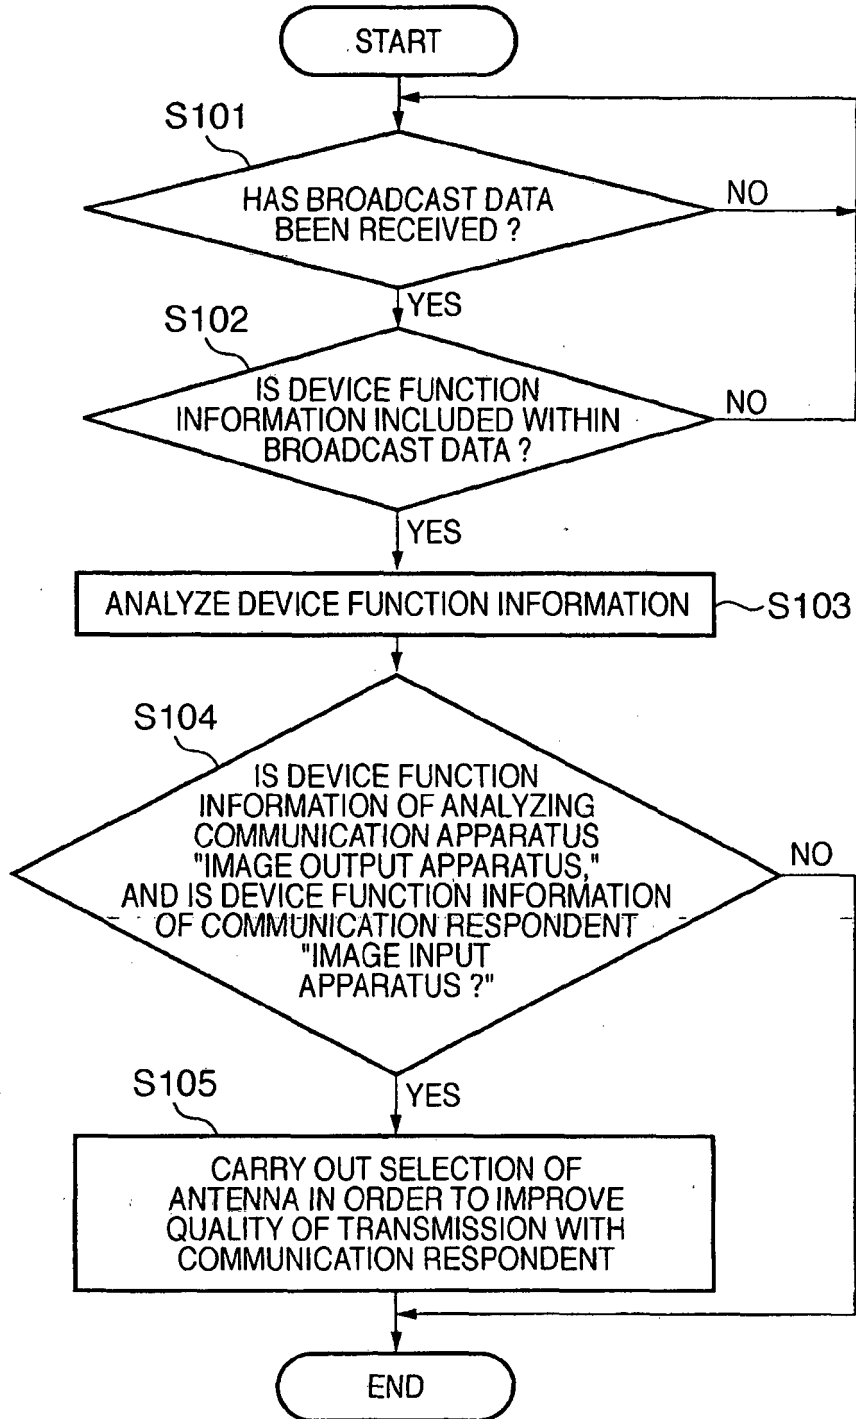 START
S101
HAS BROADCAST DATA
BEEN RECEIVED ?
NO
YES
S102
IS DEVICE FUNCTION
INFORMATION INCLUDED WITHIN
BROADCAST DATA ?
NO
YES
ANALYZE DEVICE FUNCTION INFORMATION
S103
S104
IS DEVICE FUNCTION
INFORMATION OF ANALYZING
COMMUNICATION APPARATUS
"IMAGE OUTPUT APPARATUS,"
AND IS DEVICE FUNCTION INFORMATION
OF COMMUNICATION RESPONDENT
"IMAGE INPUT
APPARATUS ?"
NO
YES
S105
CARRY OUT SELECTION OF
ANTENNA IN ORDER TO IMPROVE
QUALITY OF TRANSMISSION WITH
COMMUNICATION RESPONDENT
END